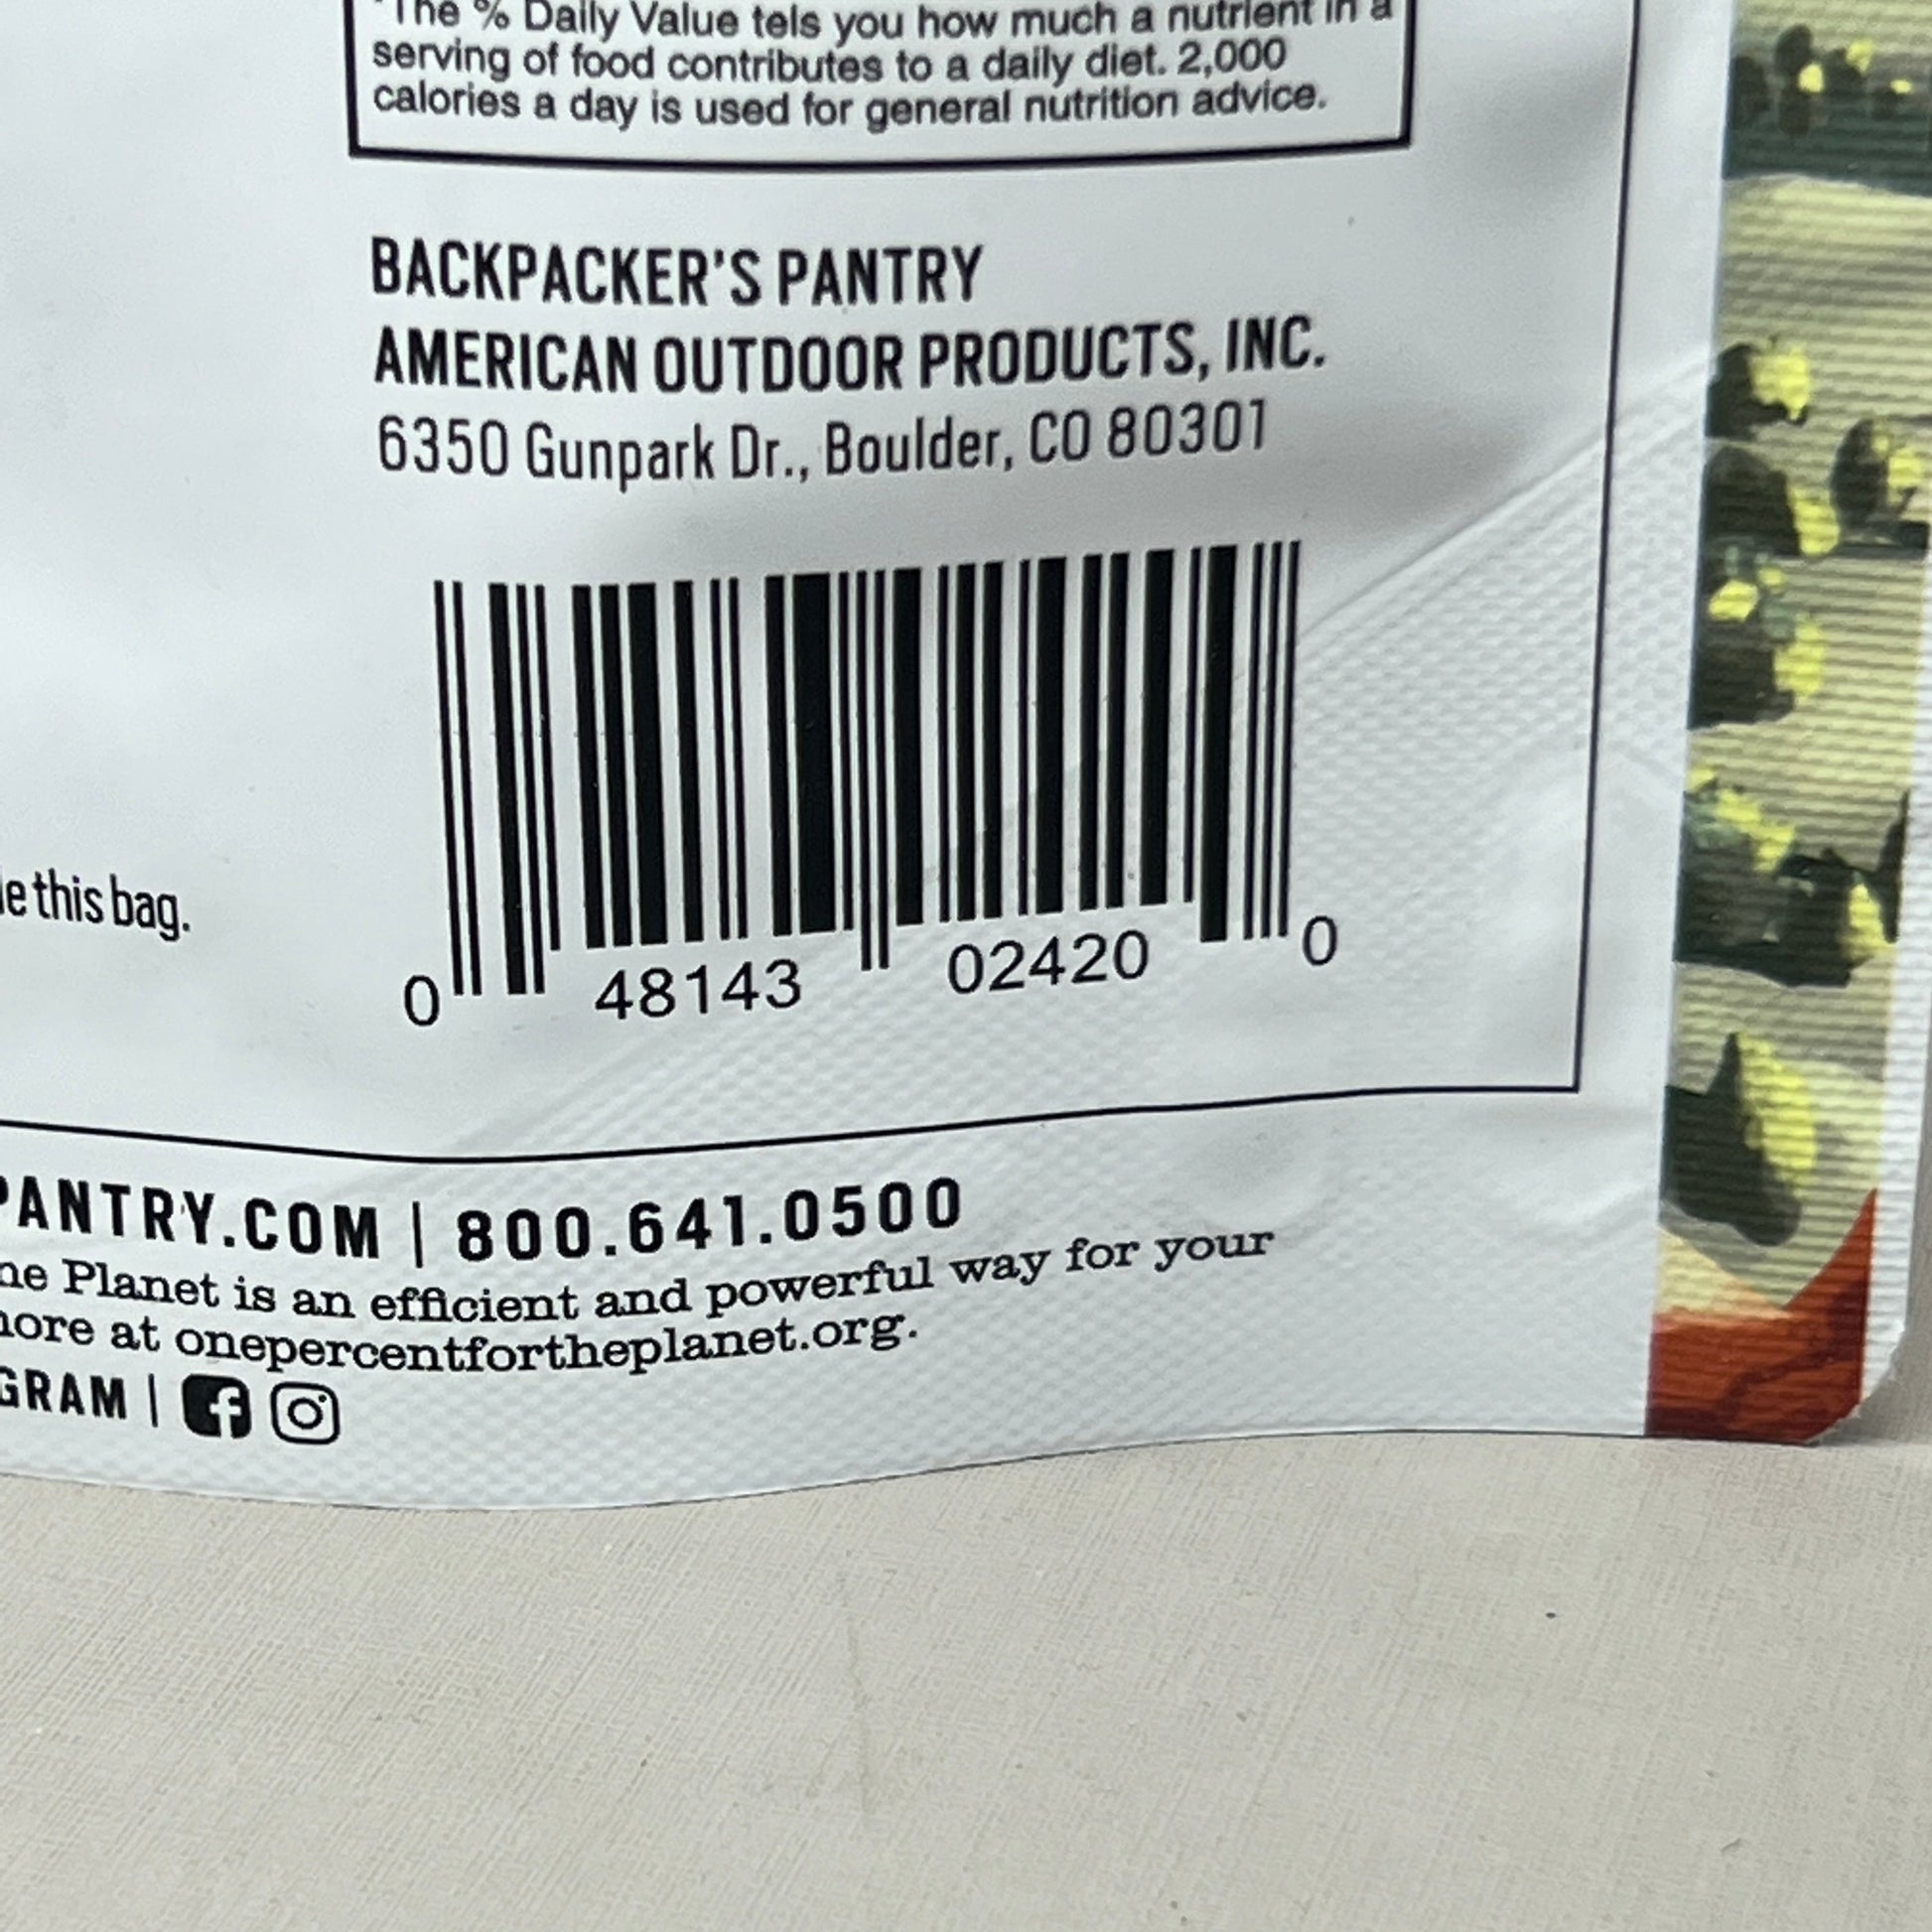 *The % Daily Value tels you how much a nutrient in a
serving of food contributes to a daily diet. 2,000
calories a day is used for general nutrition advice.
BACKPACKER'S PANTRY
AMERICAN OUTDOOR PRODUCTS, INC.
6350 Gunpark Dr., Boulder, CO 80301
this bag.
0 48143 02420 0
PANTRY.COM | 800.641.0500
Planet is an efficient and powerful way for your
at onepercentfortheplanet.org.
GRAM |